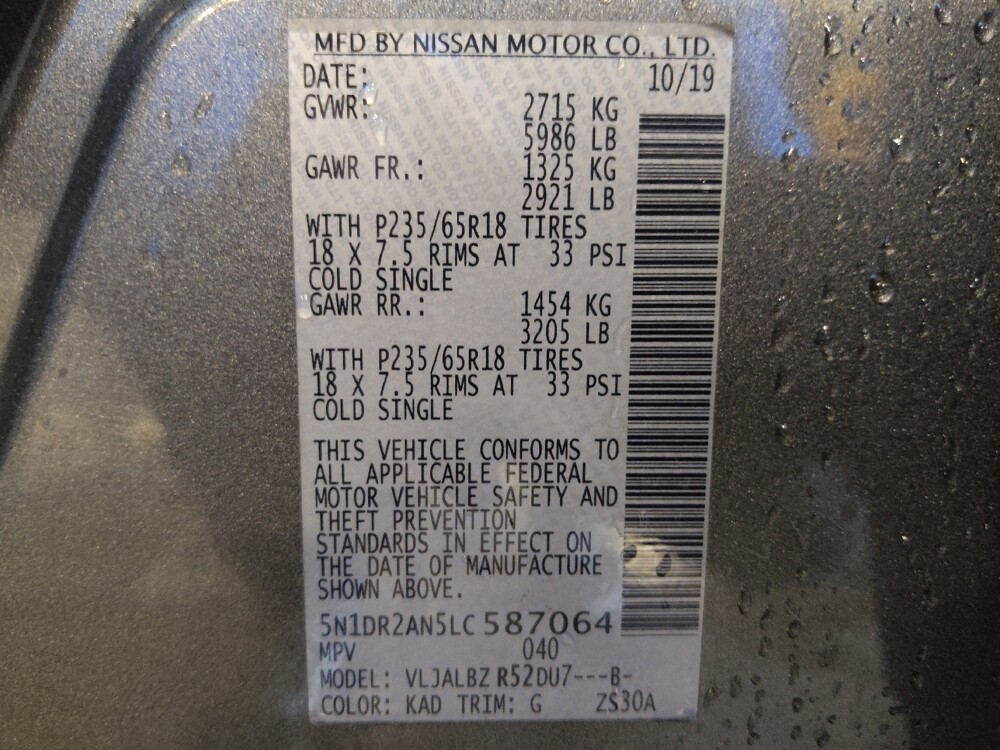 MFD BY NISSAN MOTOR CO., LTD.
DATE: 10/19
GVWR: 2715 KG
5986 LB
GAWR FR.: 1325 KG
2921 LB
WITH P235/65R18 TIRES
18 X 7.5 RIMS AT 33 PSI
COLD SINGLE
GAWR RR.: 1454 KG
3205 LB
WITH P235/65R18 TIRES
18 X 7.5 RIMS AT 33 PSI
COLD SINGLE
THIS VEHICLE CONFORMS TO
ALL APPLICABLE FEDERAL
MOTOR VEHICLE SAFETY AND
THEFT PREVENTION
STANDARDS IN EFFECT ON
THE DATE OF MANUFACTURE
SHOWN ABOVE.
5N1DR2AN5LC 587064
MPV 040
MODEL: VLJALBZ R52DU7---B-
COLOR: KAD TRIM: G ZS30A